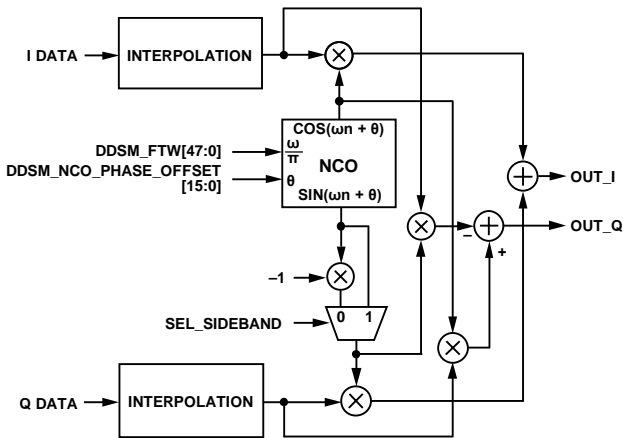 I DATA
INTERPOLATION
COS(ωn + θ)
DDSM_FTW[47:0]
ω
π
NCO
DDSM_NCO_PHASE_OFFSET
[15:0]
θ
SIN(ωn + θ)
OUT_I
OUT_Q
–
+
–1
0 1
SEL_SIDEBAND
Q DATA
INTERPOLATION